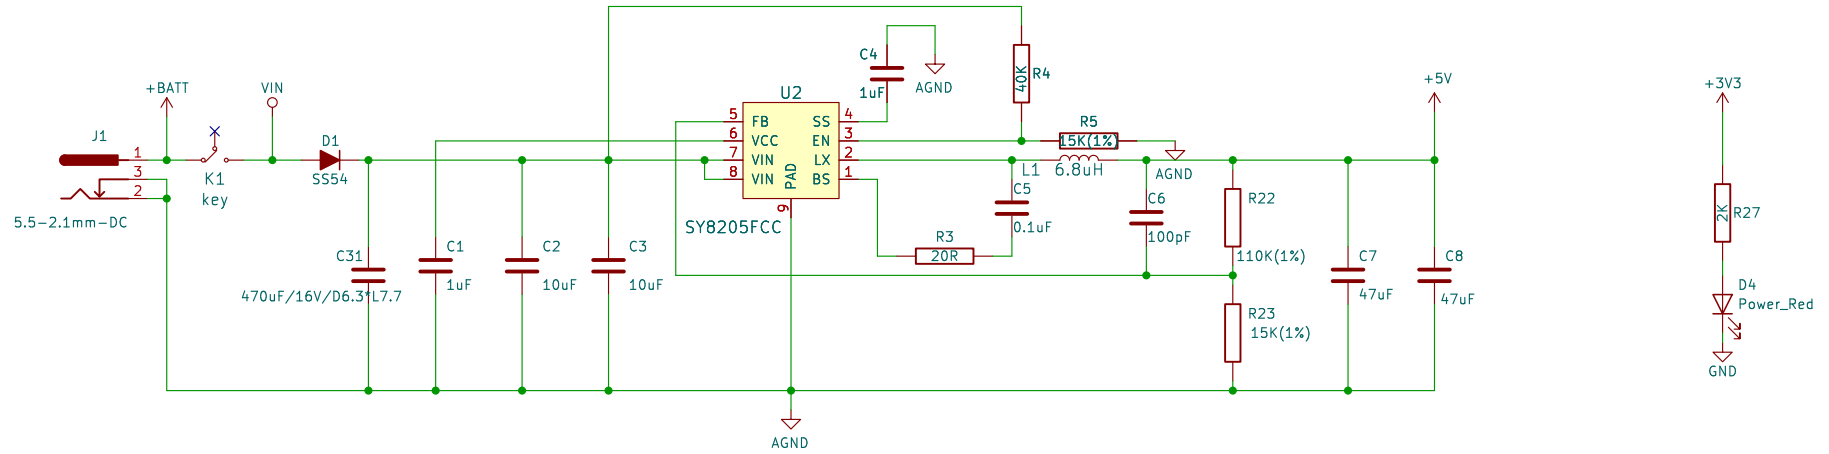 +BATT
VIN
J1
1
3
2
5.5-2.1mm-DC
K1
key
D1
SS54
C31
470uF/16V/D6.3*L7.7
C1
1uF
C2
10uF
C3
10uF
U2
5 FB SS 4
6 VCC EN 3
7 VIN LX 2
8 VIN BS 1
PAD
9
SY8205FCC
AGND
C4
1uF
AGND
R4
40K
R5
15K(1%)
AGND
L1 6.8uH
C5
0.1uF
R3
20R
C6
100pF
R22
110K(1%)
R23
15K(1%)
C7
47uF
+5V
C8
47uF
+3V3
R27
2K
D4
Power_Red
GND